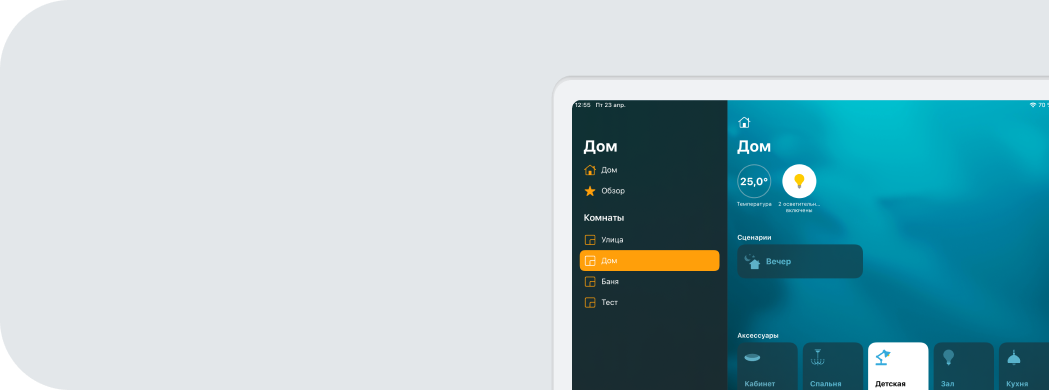 12:55 Пт 23 апр.
70
Дом
Дом
Обзор
Комнаты
Улица
Дом
Баня
Тест
Дом
25,0°
Температура
2 осветительн...
включены
Сценарии
Вечер
Аксессуары
Кабинет
Спальня
Детская
Зал
Кухня